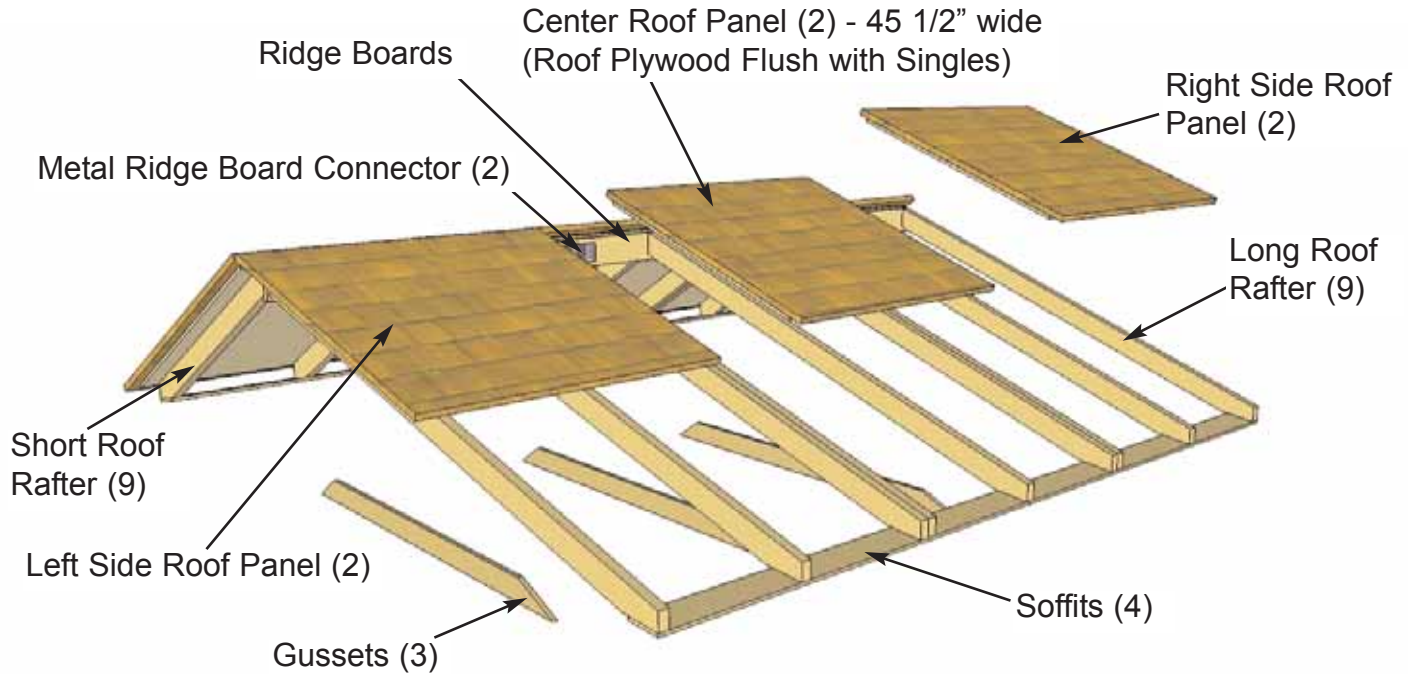 Center Roof Panel (2) - 45 1/2” wide
(Roof Plywood Flush with Singles)
Ridge Boards
Right Side Roof
Panel (2)
Metal Ridge Board Connector (2)
Long Roof
Rafter (9)
Short Roof
Rafter (9)
Left Side Roof Panel (2)
Soffits (4)
Gussets (3)